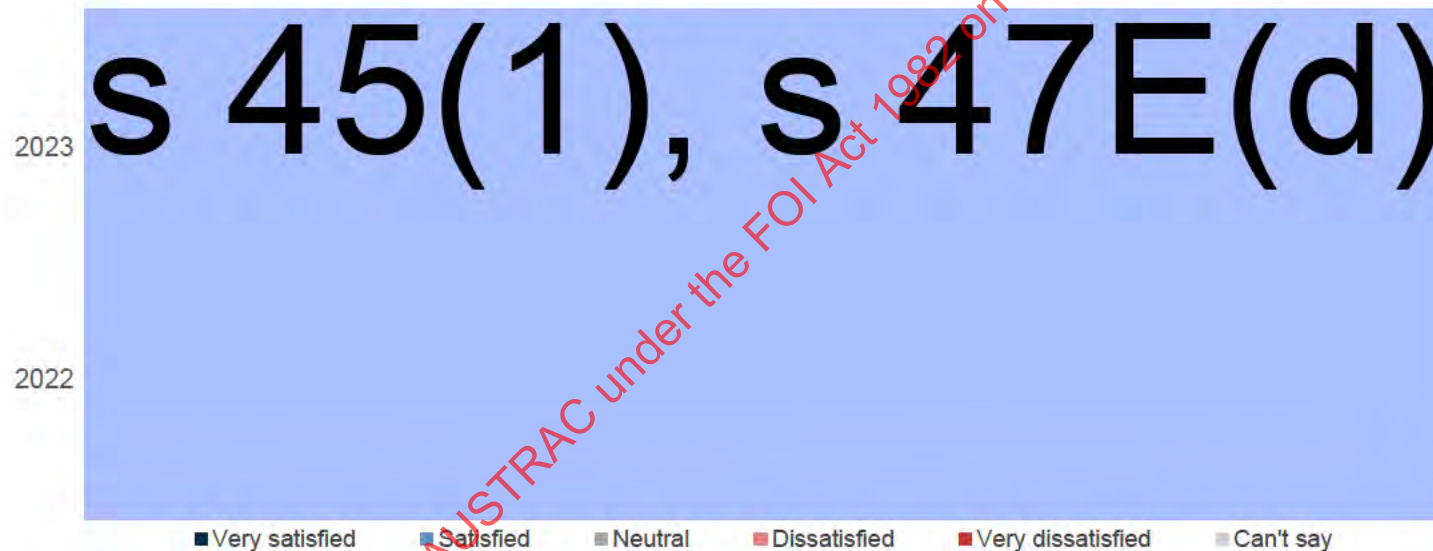 s 45(1), s 47E(d)
2023
2022
AUSTRAC under the FOI Act 1982 on
Very satisfied Satisfied Neutral Dissatisfied Very dissatisfied Can't say